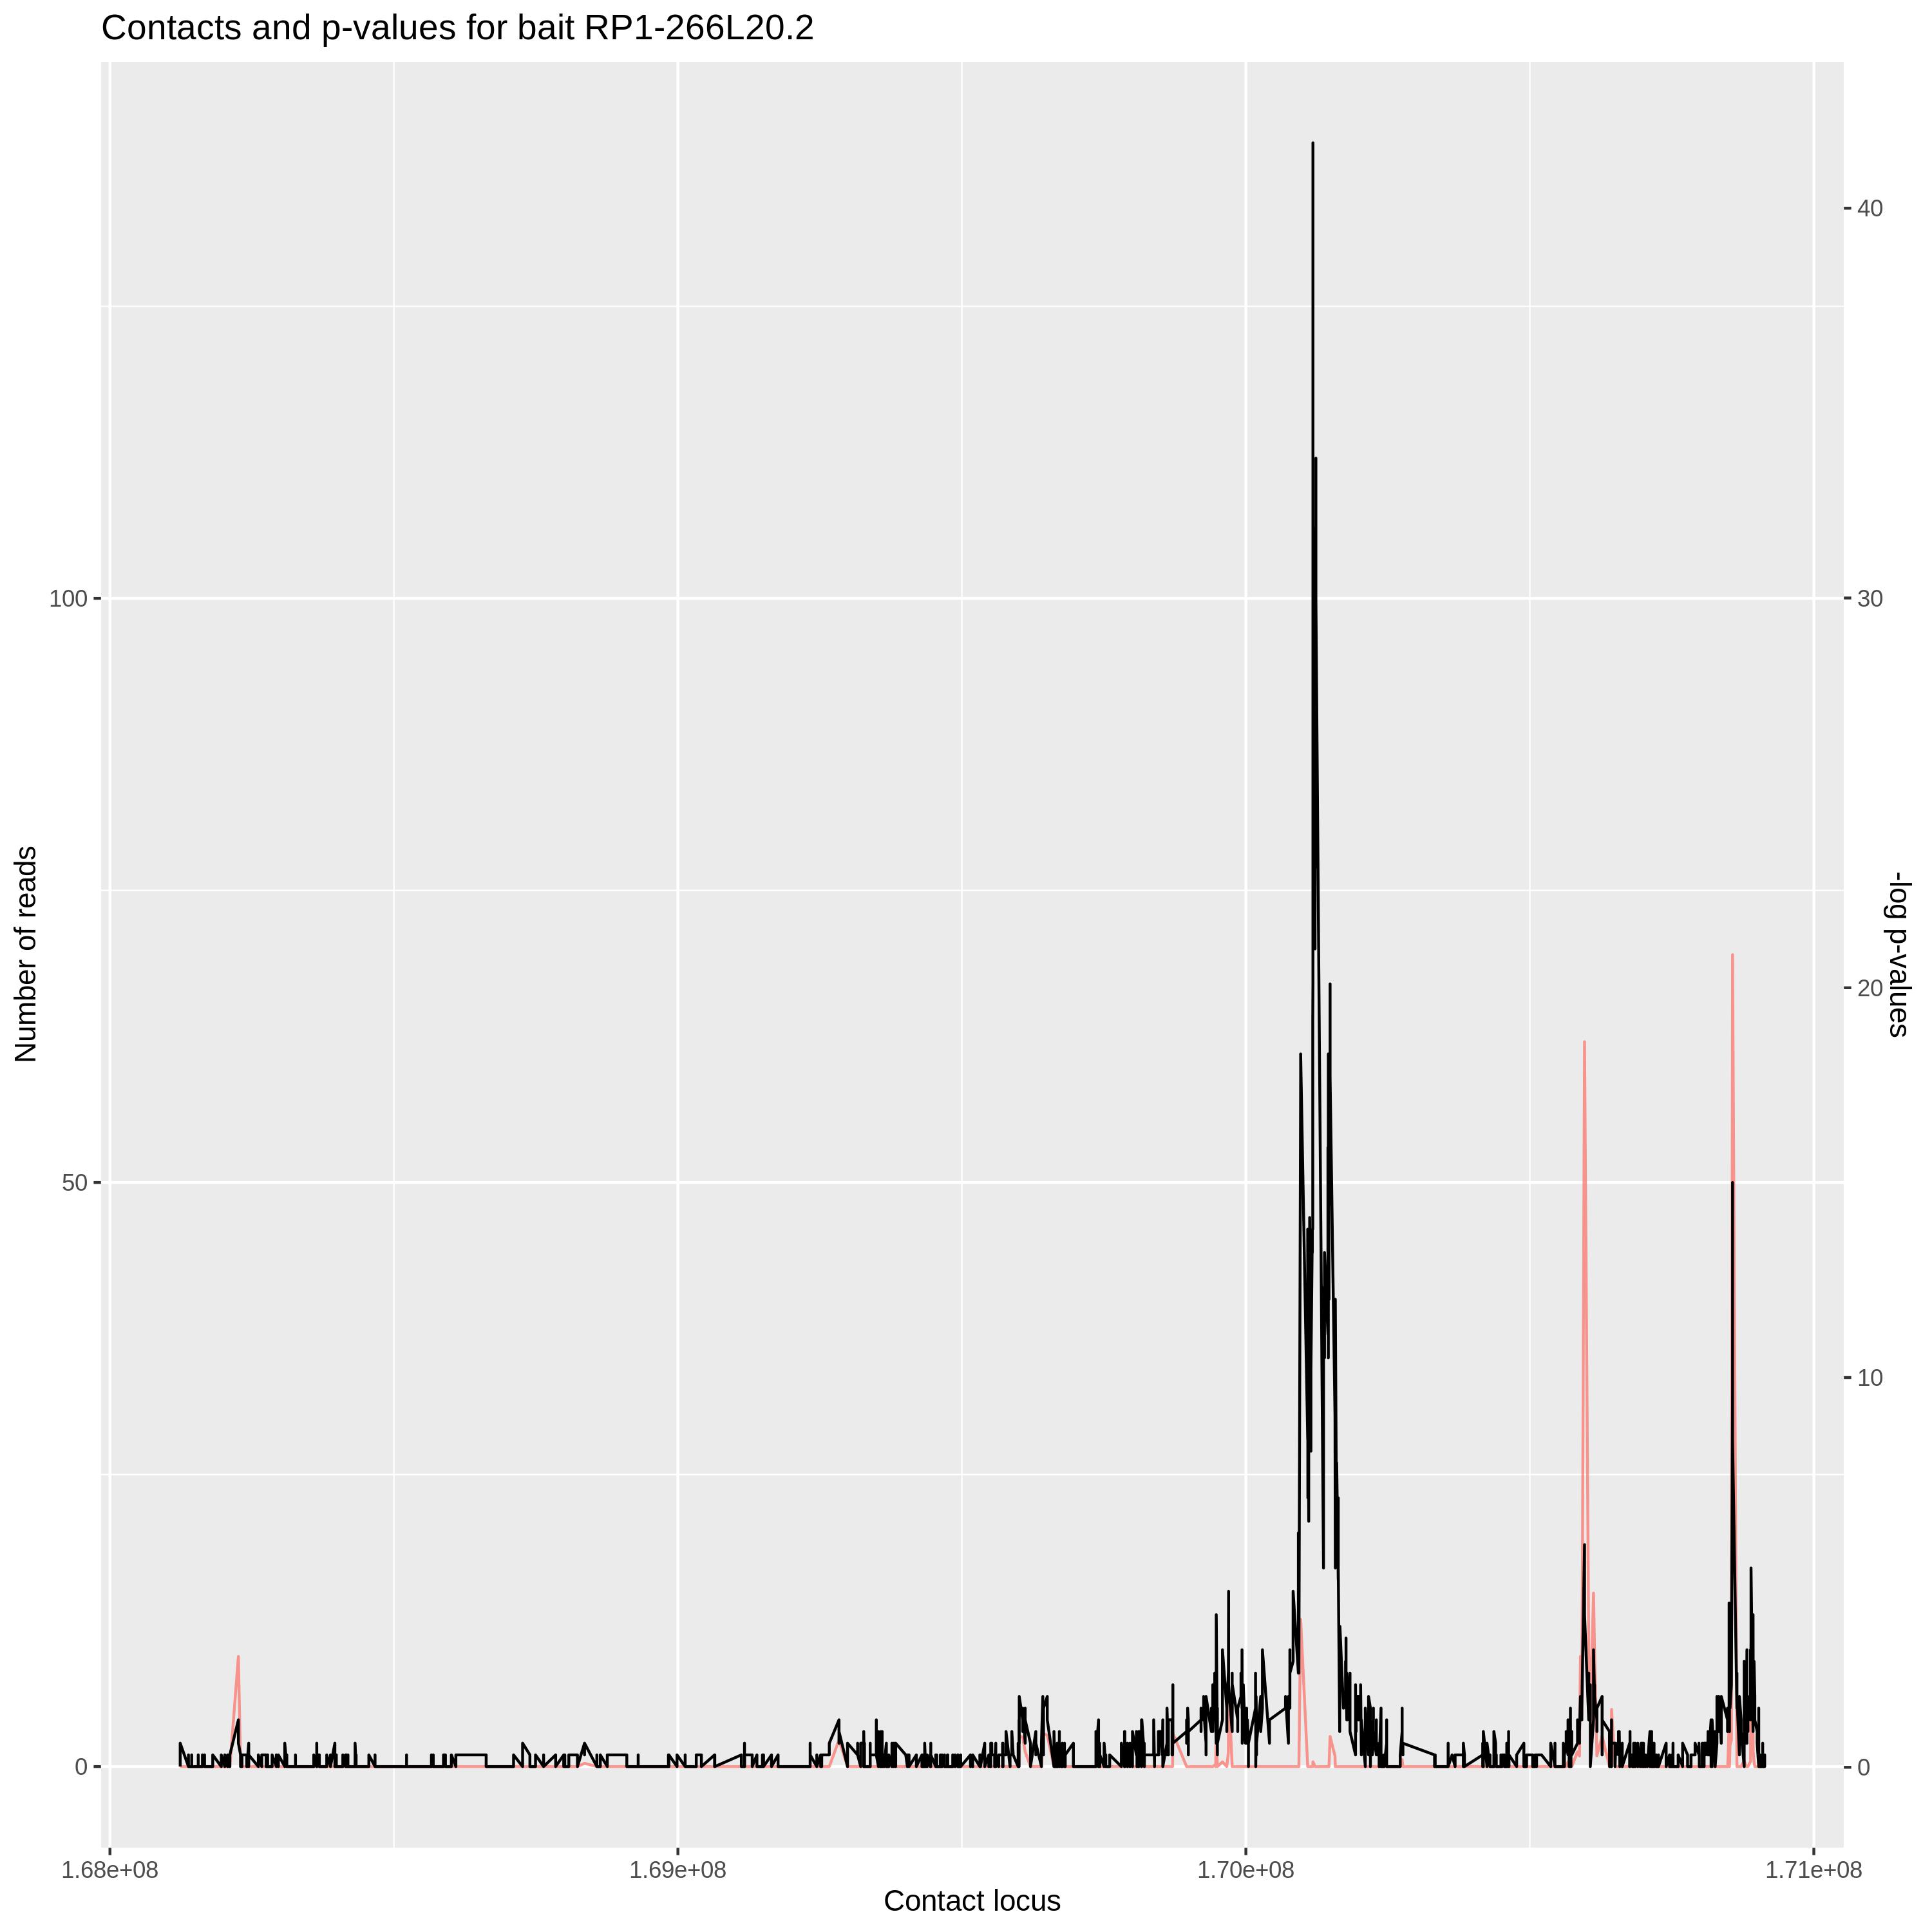 Contacts and p-values for bait RP1-266L20.2
Number of reads
100
50
0
40
30
20
10
0
-log p-values
1.68e+08
1.69e+08
1.70e+08
1.71e+08
Contact locus